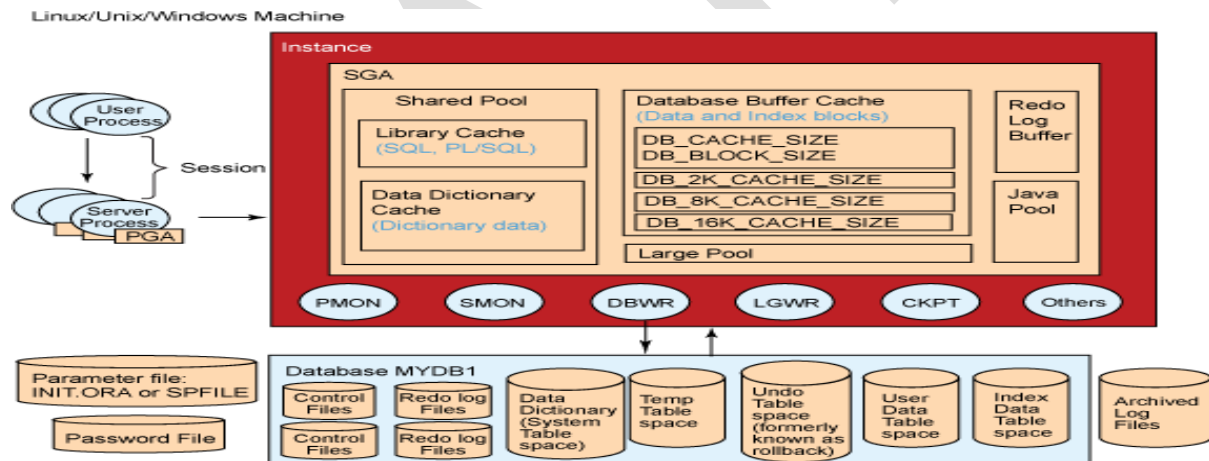 Linux/Unix/Windows Machine
Instance
SGA
User
Process
Session
Server
Process
PGA
Shared Pool
Library Cache
(SQL, PL/SQL)
Data Dictionary
Cache
(Dictionary data)
Database Buffer Cache
(Data and Index blocks)
DB_CACHE_SIZE
DB_BLOCK_SIZE
DB_2K_CACHE_SIZE
DB_8K_CACHE_SIZE
DB_16K_CACHE_SIZE
Large Pool
Redo
Log
Buffer
Java
Pool
PMON
SMON
DBWR
LGWR
CKPT
Others
Parameter file:
INIT.ORA or SPFILE
Password File
Database MYDB1
Control
Files
Redo log
Files
Control
Files
Redo log
Files
Data
Dictionary
(System
Table
space)
Temp
Table
space
Undo
Table
space
(formerly
known as
rollback)
User
Data
Table
space
Index
Data
Table
space
Archived
Log
Files